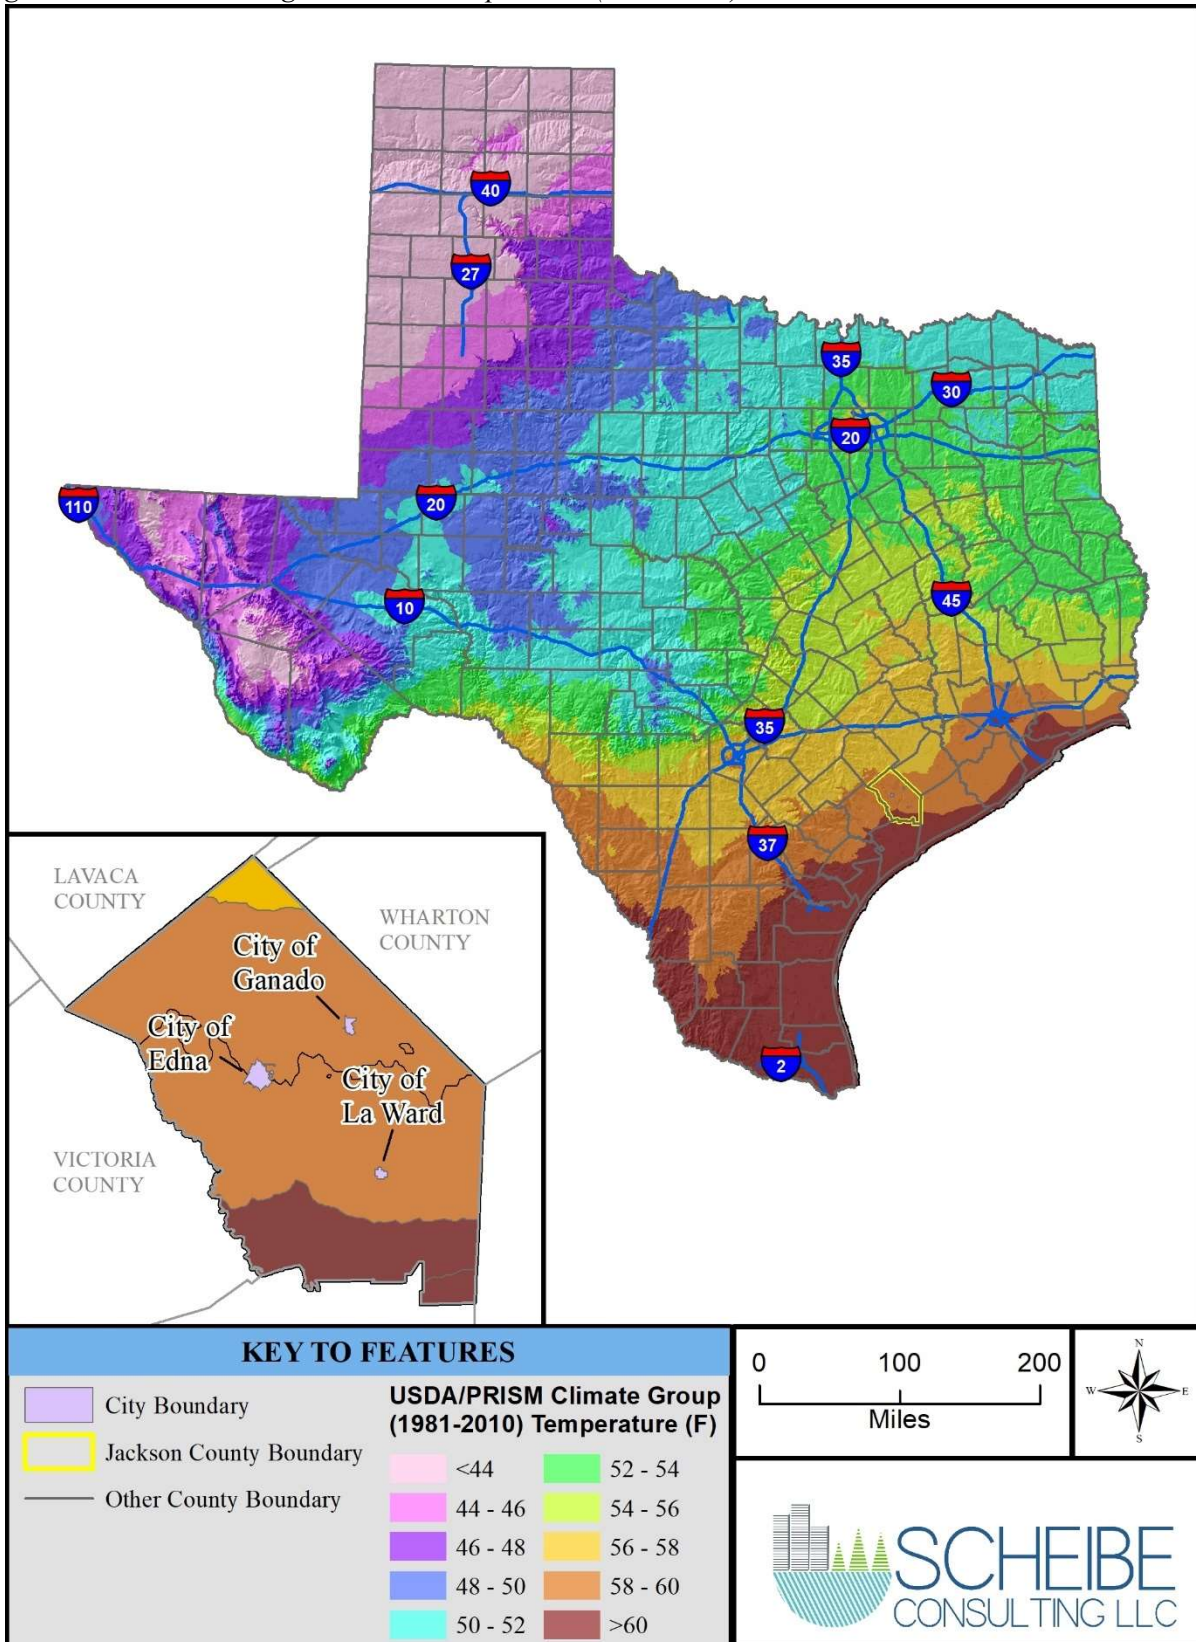 40
27
35
30
20
110
20
45
10
35
37
2
LAVACA
COUNTY
WHARTON
COUNTY
City of
Ganado
City of
Edna
City of
La Ward
VICTORIA
COUNTY
KEY TO FEATURES
City Boundary
Jackson County Boundary
Other County Boundary
USDA/PRISM Climate Group
(1981-2010) Temperature (F)
<44
44 - 46
46 - 48
48 - 50
50 - 52
52 - 54
54 - 56
56 - 58
58 - 60
>60
0 100 200
Miles
N
W E
S
SCHEIBE
CONSULTING LLC